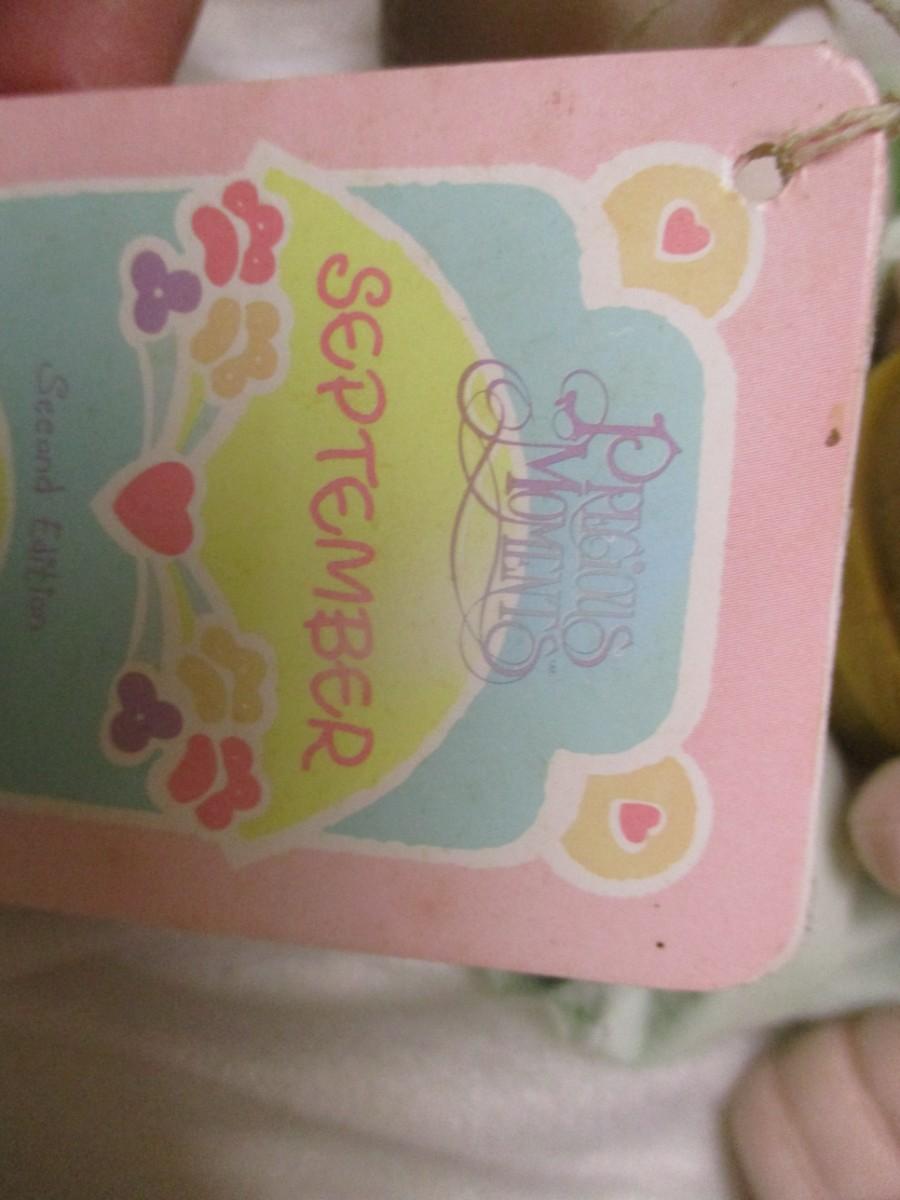 Precious
Moments
SEPTEMBER
Second Edition